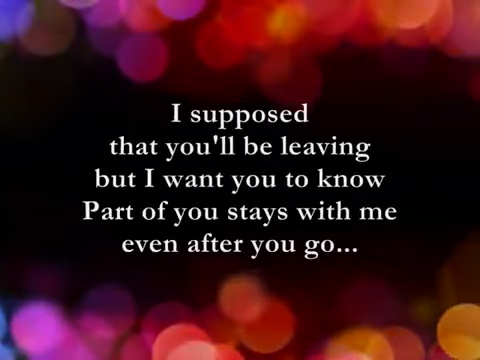 I supposed
that you'll be leaving
but I want you to know
Part of you stays with me
even after you go...